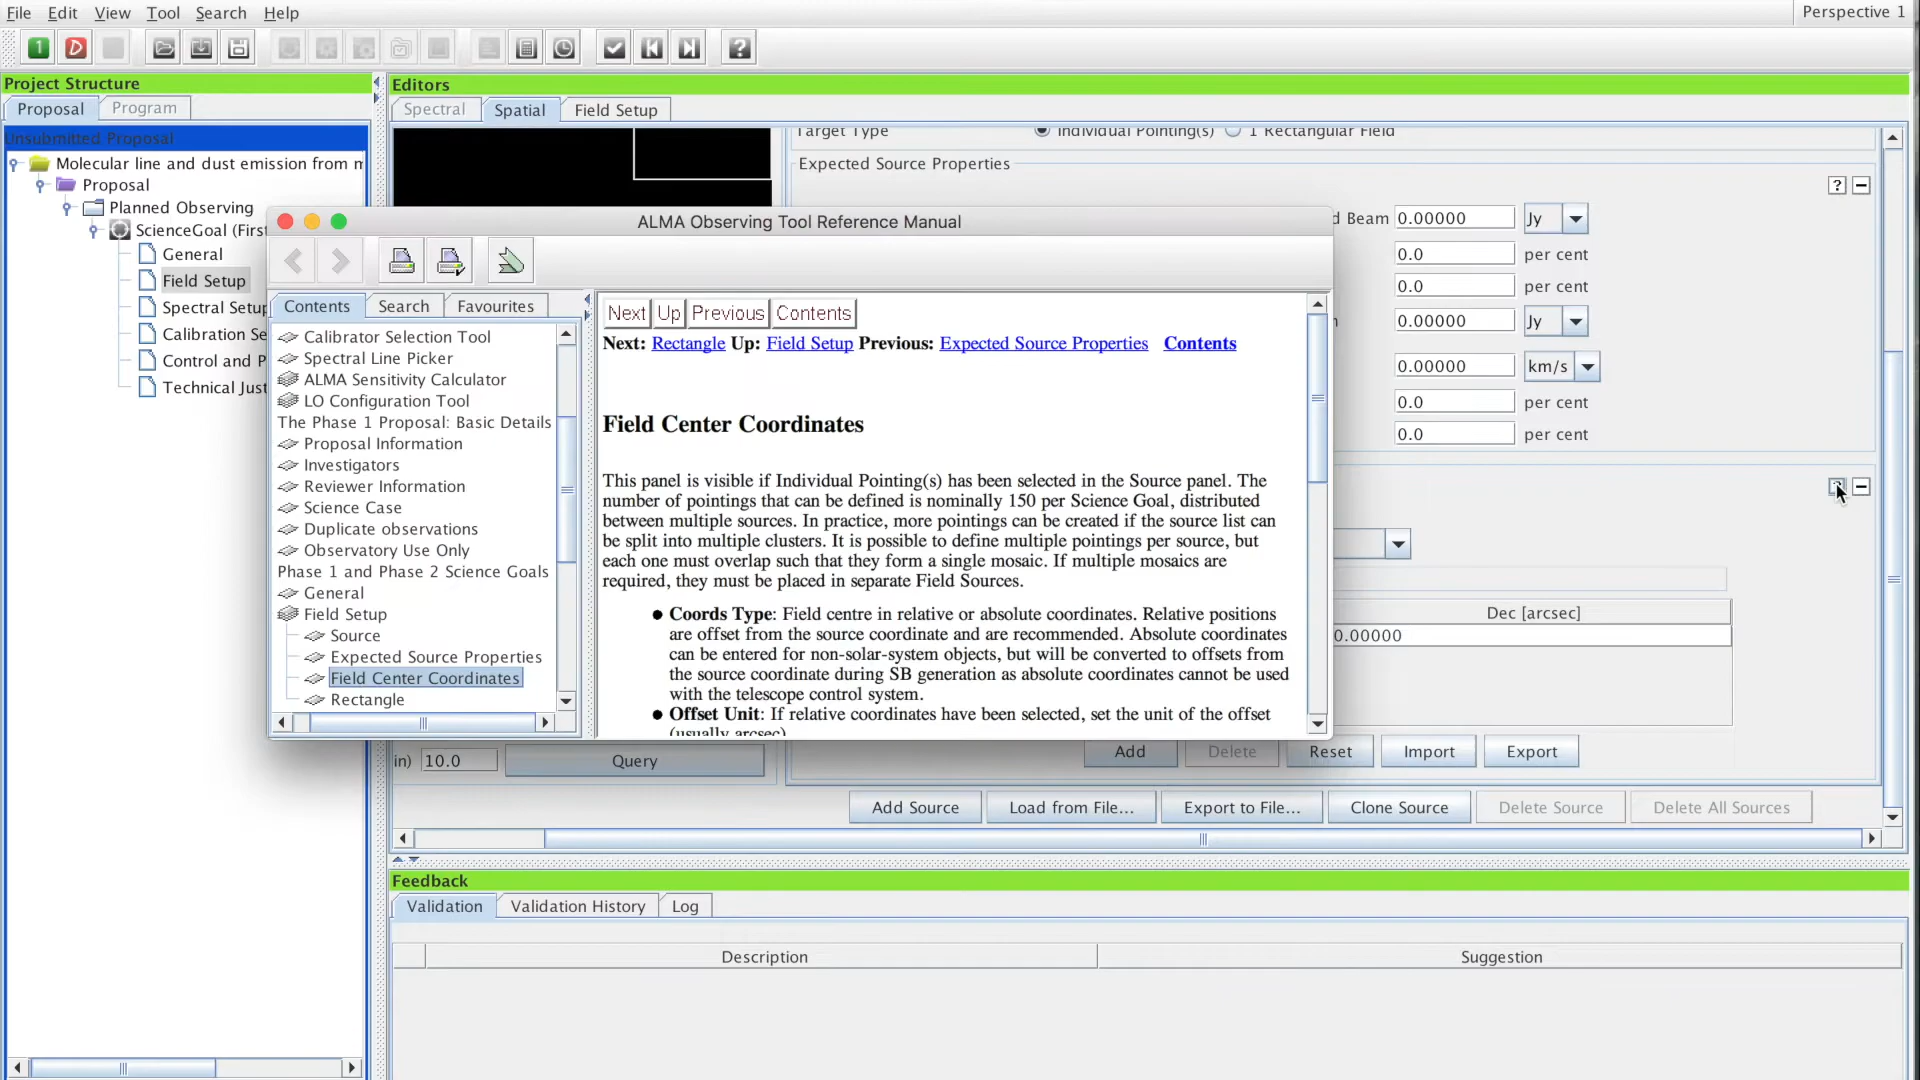 File Edit View Tool Search Help
Perspective 1
Project Structure
Editors
Proposal Program
Spectral Spatial Field Setup
Unsubmitted Proposal
Molecular line and dust emission from
Proposal
Planned Observing
ScienceGoal (First
General
Field Setup
Spectral Setup
Calibration Se
Control and P
Technical Just
Target Type Individual Pointing(s) 1 Rectangular Field
Expected Source Properties
?
d Beam 0.00000 Jy
0.0 per cent
0.0 per cent
0.00000 Jy
0.00000 km/s
0.0 per cent
0.0 per cent
ALMA Observing Tool Reference Manual
Contents Search Favourites
Calibrator Selection Tool
Spectral Line Picker
ALMA Sensitivity Calculator
LO Configuration Tool
The Phase 1 Proposal: Basic Details
Proposal Information
Investigators
Reviewer Information
Science Case
Duplicate observations
Observatory Use Only
Phase 1 and Phase 2 Science Goals
General
Field Setup
Source
Expected Source Properties
Field Center Coordinates
Rectangle
Next Up Previous Contents
Next: Rectangle Up: Field Setup Previous: Expected Source Properties Contents
Field Center Coordinates
This panel is visible if Individual Pointing(s) has been selected in the Source panel. The
number of pointings that can be defined is nominally 150 per Science Goal, distributed
between multiple sources. In practice, more pointings can be created if the source list can
be split into multiple clusters. It is possible to define multiple pointings per source, but
each one must overlap such that they form a single mosaic. If multiple mosaics are
required, they must be placed in separate Field Sources.
● Coords Type: Field centre in relative or absolute coordinates. Relative positions
are offset from the source coordinate and are recommended. Absolute coordinates
can be entered for non-solar-system objects, but will be converted to offsets from
the source coordinate during SB generation as absolute coordinates cannot be used
with the telescope control system.
● Offset Unit: If relative coordinates have been selected, set the unit of the offset
(usually arcsec)
Dec [arcsec]
0.00000
in) 10.0 Query
Add Delete Reset Import Export
Add Source Load from File... Export to File... Clone Source Delete Source Delete All Sources
Feedback
Validation Validation History Log
Description Suggestion